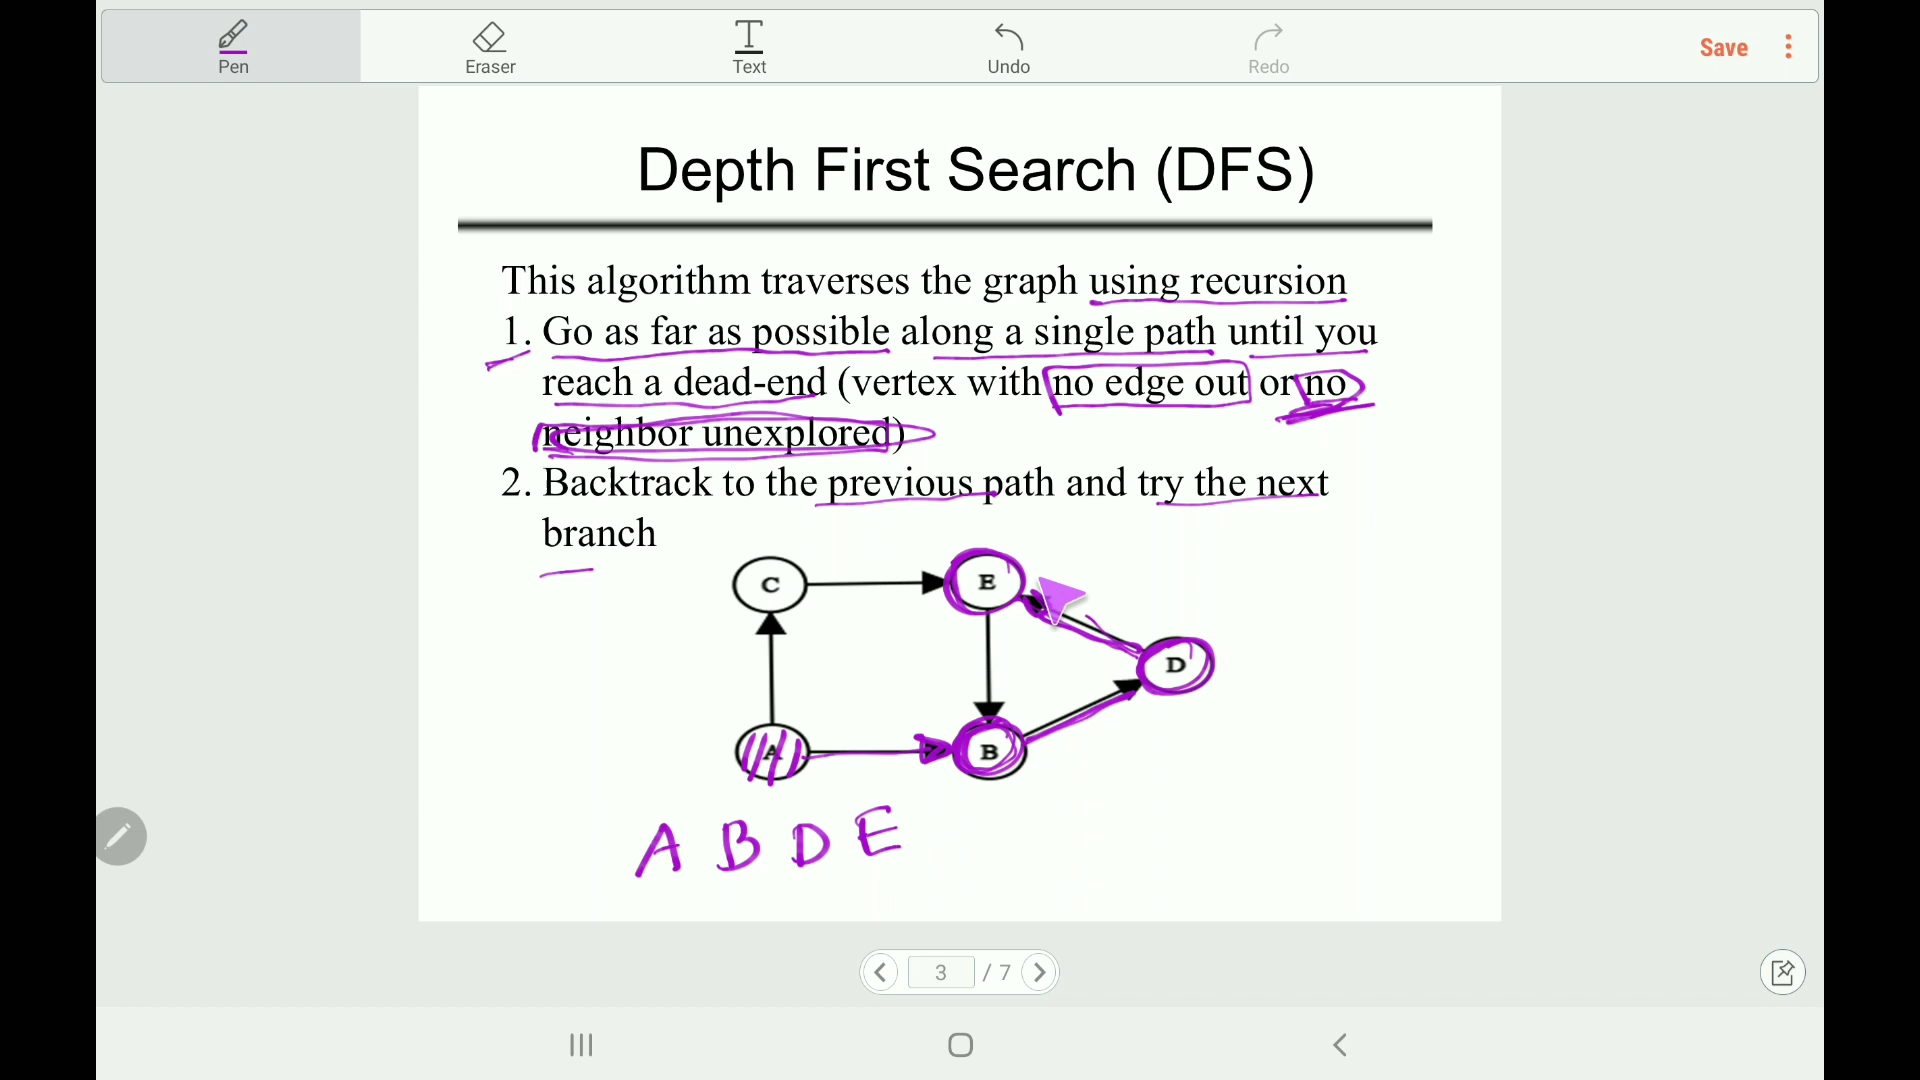 Pen Eraser Text Undo Redo Save
Depth First Search (DFS)
This algorithm traverses the graph using recursion
1. Go as far as possible along a single path until you
reach a dead-end (vertex with no edge out or no
neighbor unexplored)
2. Backtrack to the previous path and try the next
branch
C E
D
A B
A B D E
3 / 7